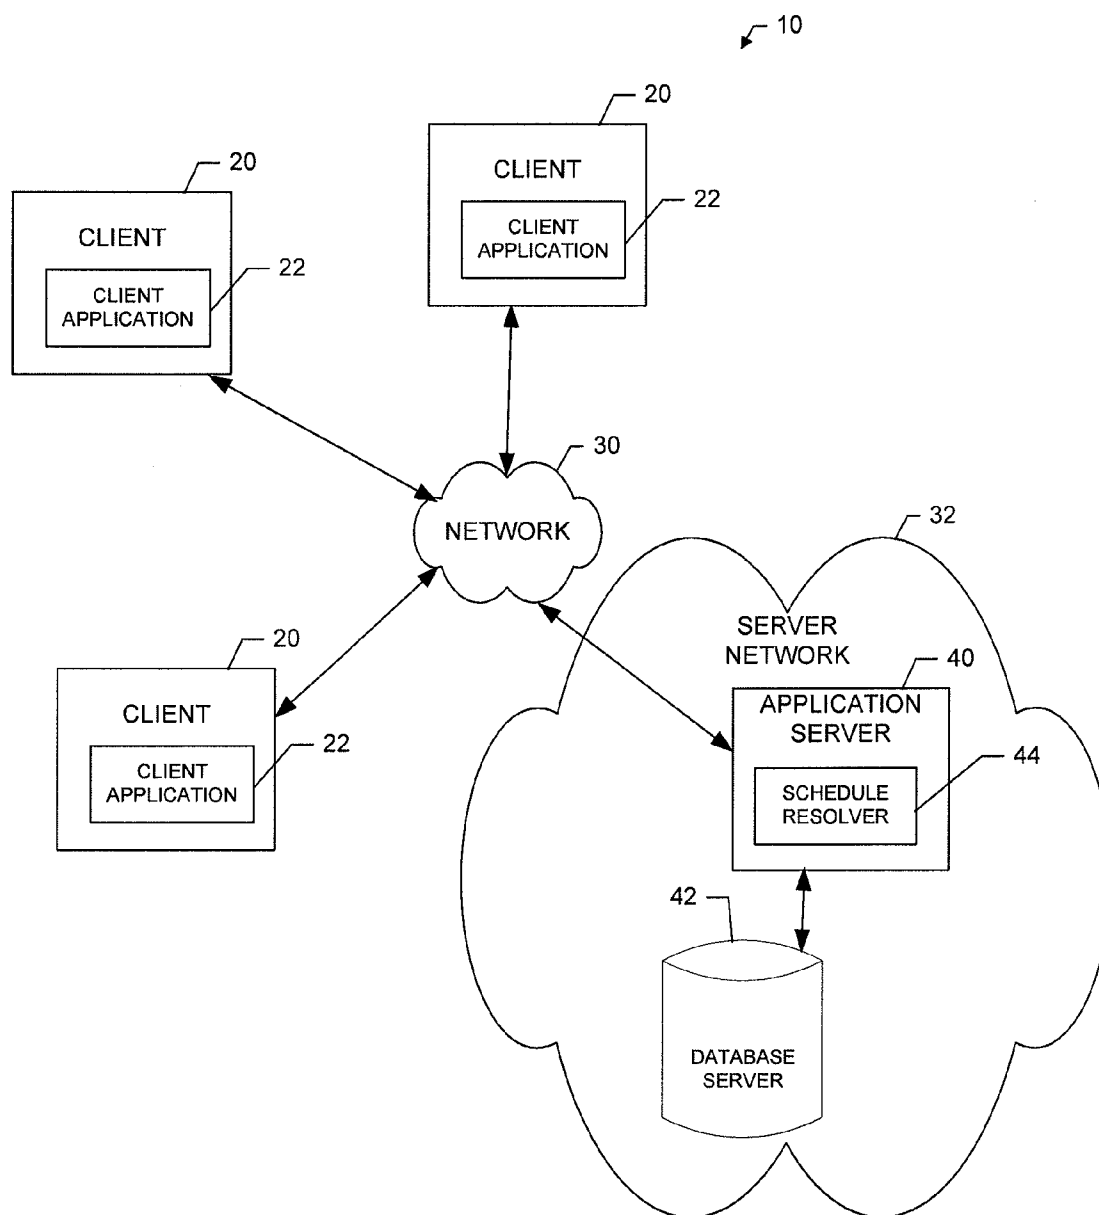 10
20
CLIENT
CLIENT
APPLICATION
22
20
CLIENT
CLIENT
APPLICATION
22
30
NETWORK
32
SERVER
NETWORK
20
CLIENT
CLIENT
APPLICATION
22
40
APPLICATION
SERVER
44
SCHEDULE
RESOLVER
42
DATABASE
SERVER